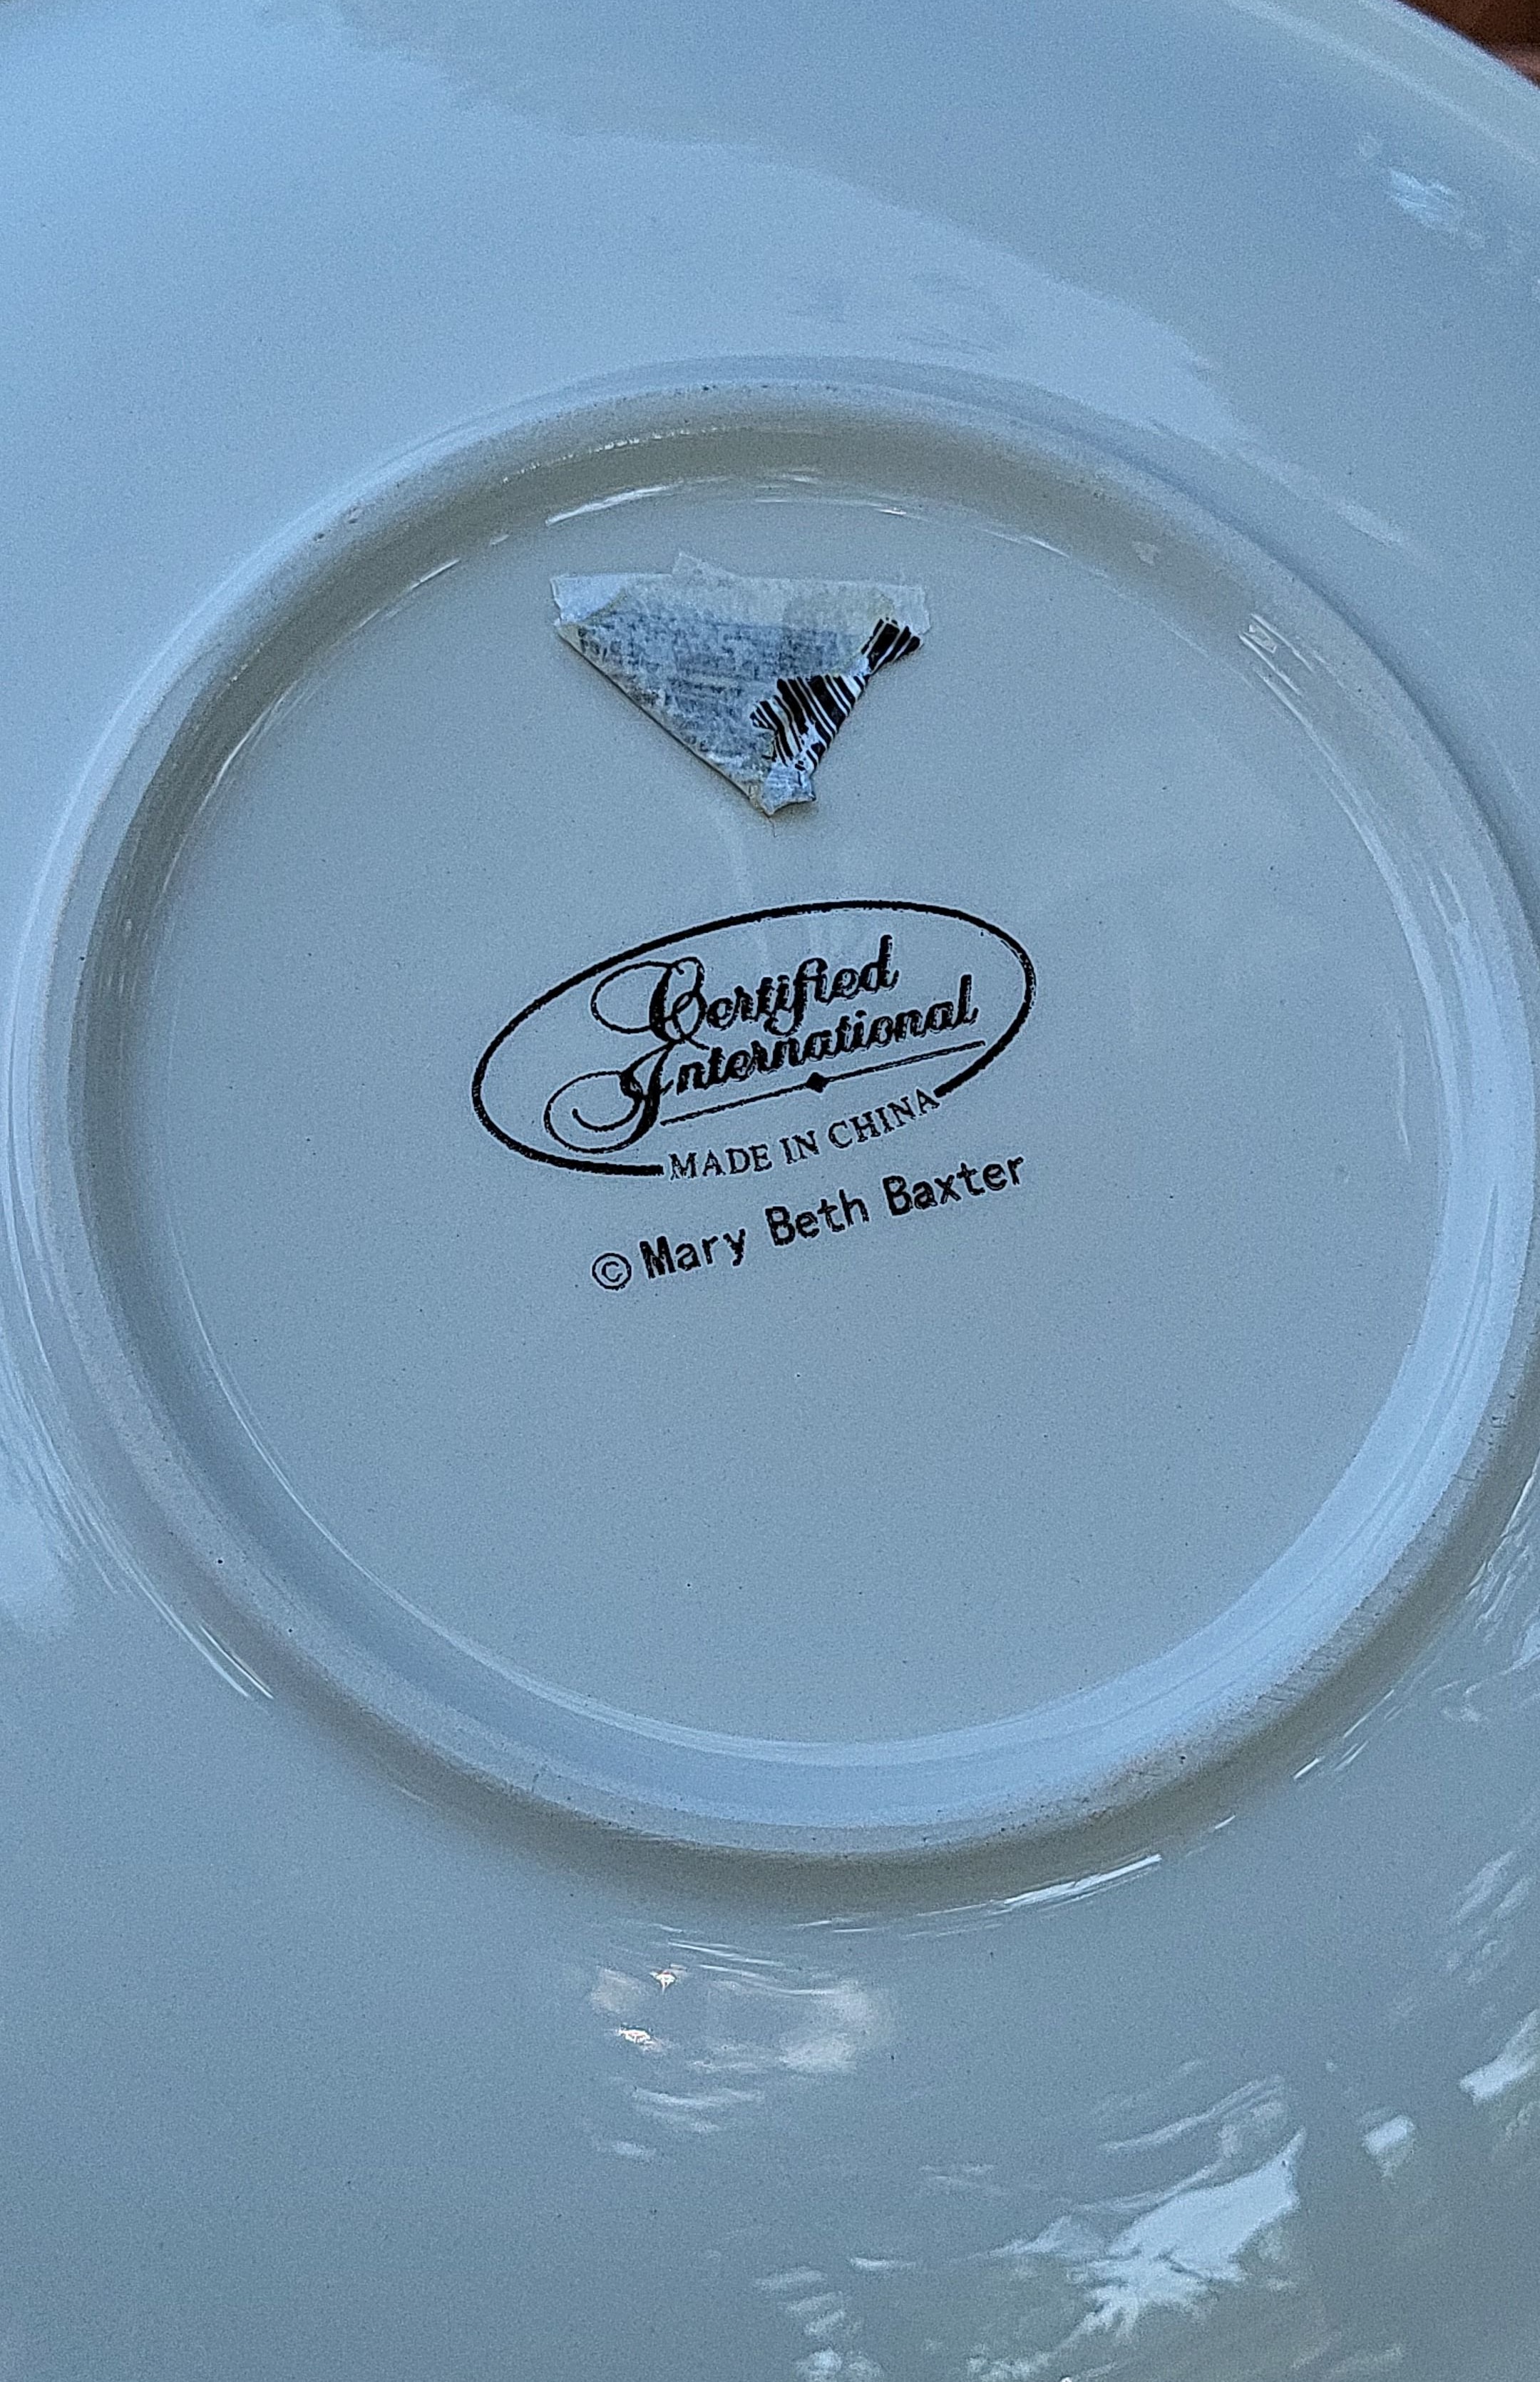 Certified
International
MADE IN CHINA
© Mary Beth Baxter